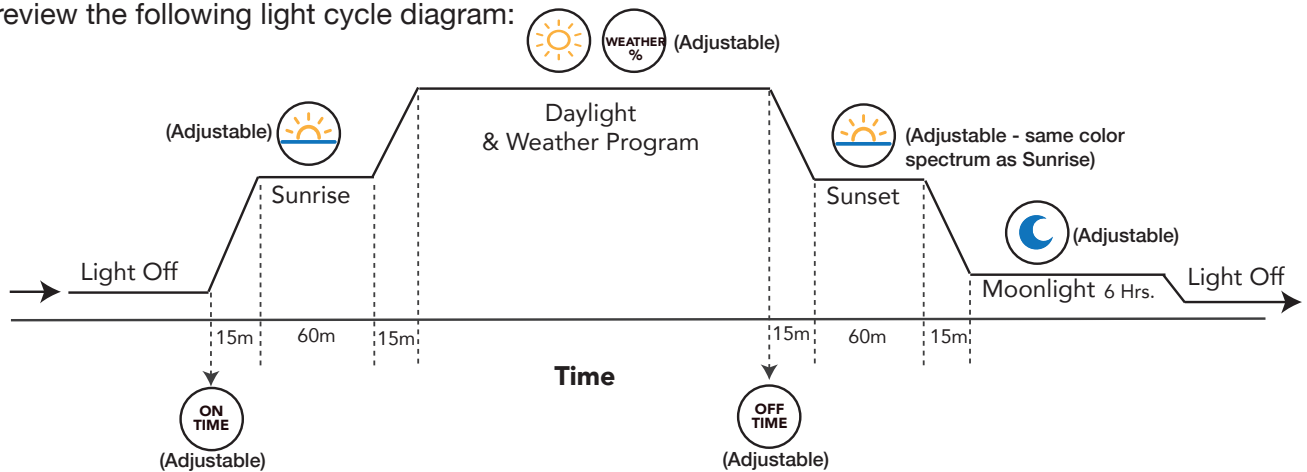 review the following light cycle diagram:
WEATHER
%
(Adjustable)
Daylight
& Weather Program
(Adjustable)
Sunrise
(Adjustable - same color
spectrum as Sunrise)
Sunset
(Adjustable)
Light Off
Moonlight 6 Hrs.
Light Off
15m
60m
15m
15m
60m
15m
Time
ON
TIME
(Adjustable)
OFF
TIME
(Adjustable)